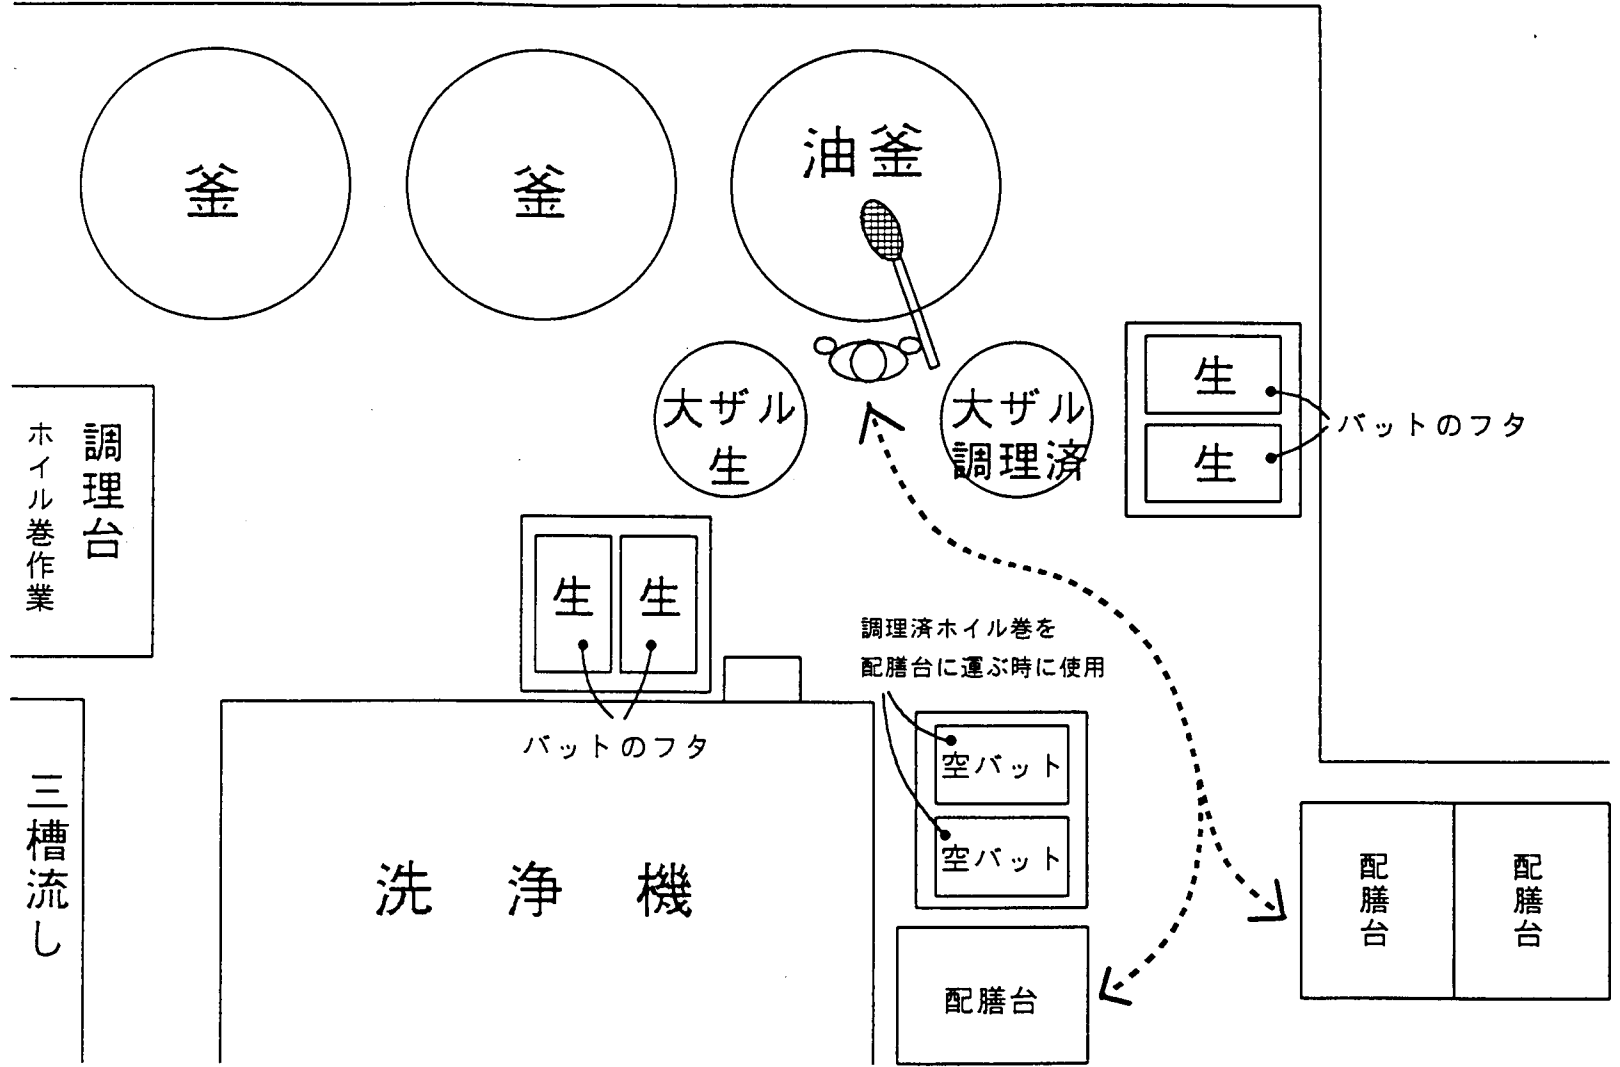 釜
釜
油釜
大ザル
生
大ザル
調理済
生
生
バットのフタ
調理台
ホイル巻作業
生
生
バットのフタ
調理済ホイル巻を
配膳台に運ぶ時に使用
空バット
空バット
三槽流し
洗浄機
配膳台
配膳台
配膳台